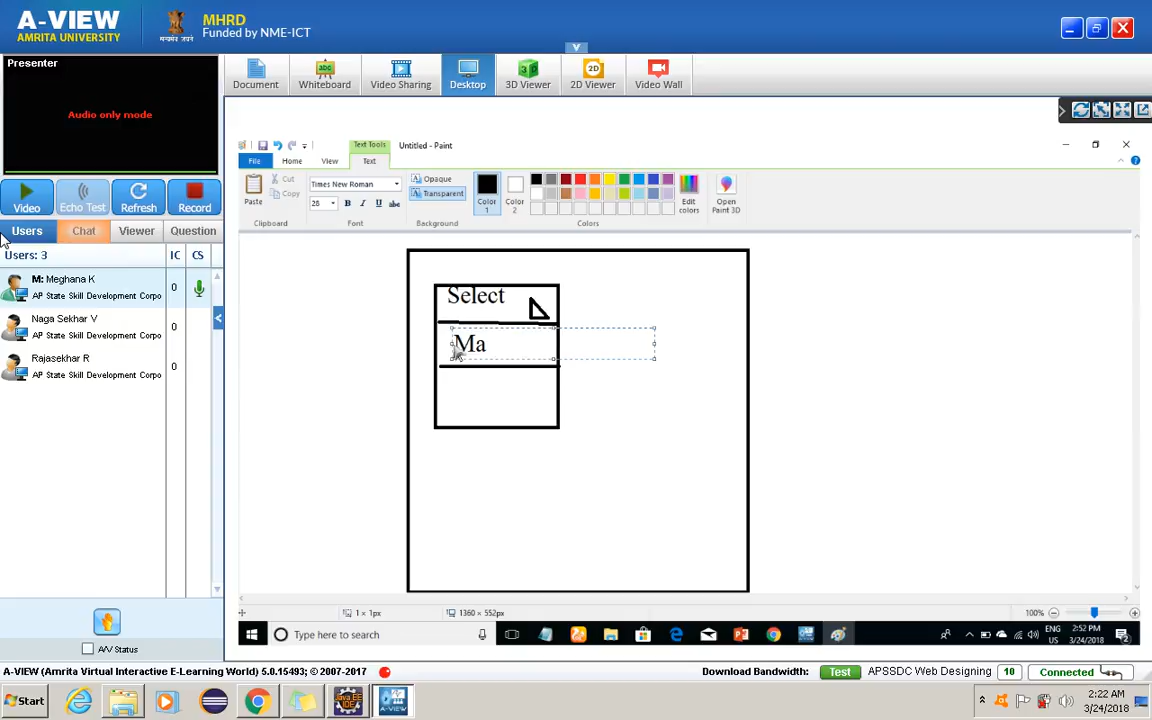 A-VIEW
AMRITA UNIVERSITY
MHRD
Funded by NME-ICT
Presenter
Audio only mode
Video
Echo Test
Refresh
Record
Document
Whiteboard
Video Sharing
Desktop
3D Viewer
2D Viewer
Video Wall
Users
Chat
Viewer
Question
Users: 3
IC
CS
M: Meghana K
AP State Skill Development Corpo
0
Naga Sekhar V
AP State Skill Development Corpo
0
Rajasekhar R
AP State Skill Development Corpo
0
A/V Status
Text Tools
Untitled - Paint
File
Home
View
Text
Paste
Cut
Copy
Clipboard
Times New Roman
28
B I U abc
Font
Opaque
Transparent
Background
Color 1
Color 2
Edit colors
Open Paint 3D
Colors
Select
Ma
1 × 1px
1360 × 552px
100%
Type here to search
ENG
US
2:52 PM
3/24/2018
A-VIEW (Amrita Virtual Interactive E-Learning World) 5.0.15493; © 2007-2017
Download Bandwidth:
Test
APSSDC Web Designing
10
Connected
Start
Java EE
IDE
A-VIEW
2:22 AM
3/24/2018